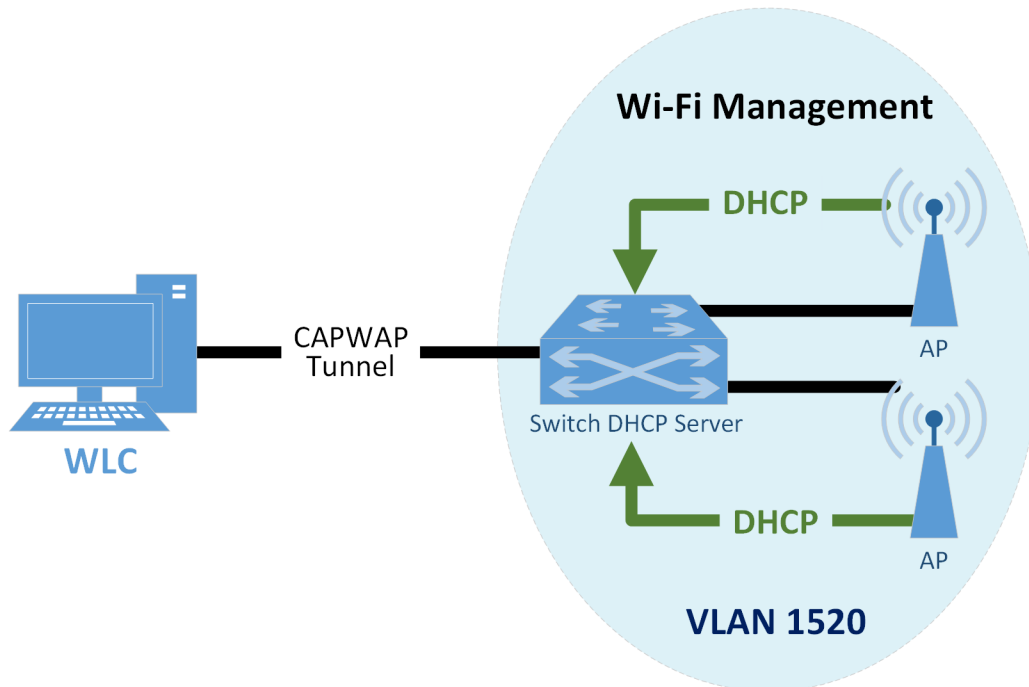 Wi-Fi Management
DHCP
CAPWAP
Tunnel
AP
Switch DHCP Server
WLC
DHCP
AP
VLAN 1520